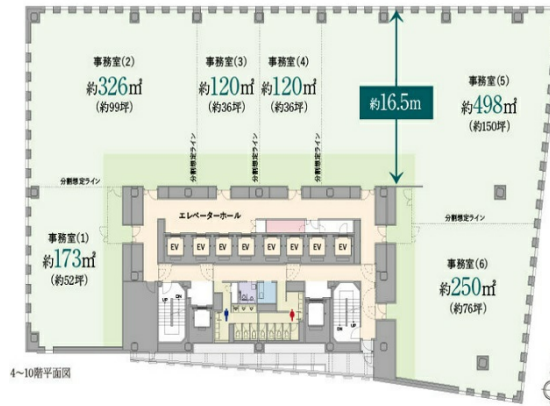 事務室(2)
約326㎡
(約99坪)
事務室(3)
約120㎡
(約36坪)
事務室(4)
約120㎡
(約36坪)
約16.5m
事務室(5)
約498㎡
(約150坪)
分割想定ライン
分割想定ライン
分割想定ライン
分割想定ライン
分割想定ライン
エレベーターホール
EV EV EV EV EV EV EV EV
事務室(1)
約173㎡
(約52坪)
事務室(6)
約250㎡
(約76坪)
UP
DN
UP
DN
4~10階平面図